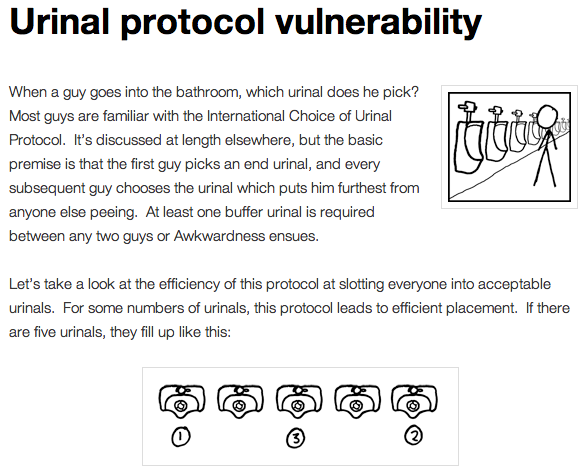 Urinal protocol vulnerability
When a guy goes into the bathroom, which urinal does he pick?
Most guys are familiar with the International Choice of Urinal
Protocol.  It's discussed at length elsewhere, but the basic
premise is that the first guy picks an end urinal, and every
subsequent guy chooses the urinal which puts him furthest from
anyone else peeing.  At least one buffer urinal is required
between any two guys or Awkwardness ensues.
Let's take a look at the efficiency of this protocol at slotting everyone into acceptable
urinals.  For some numbers of urinals, this protocol leads to efficient placement.  If there
are five urinals, they fill up like this:
1 3 2